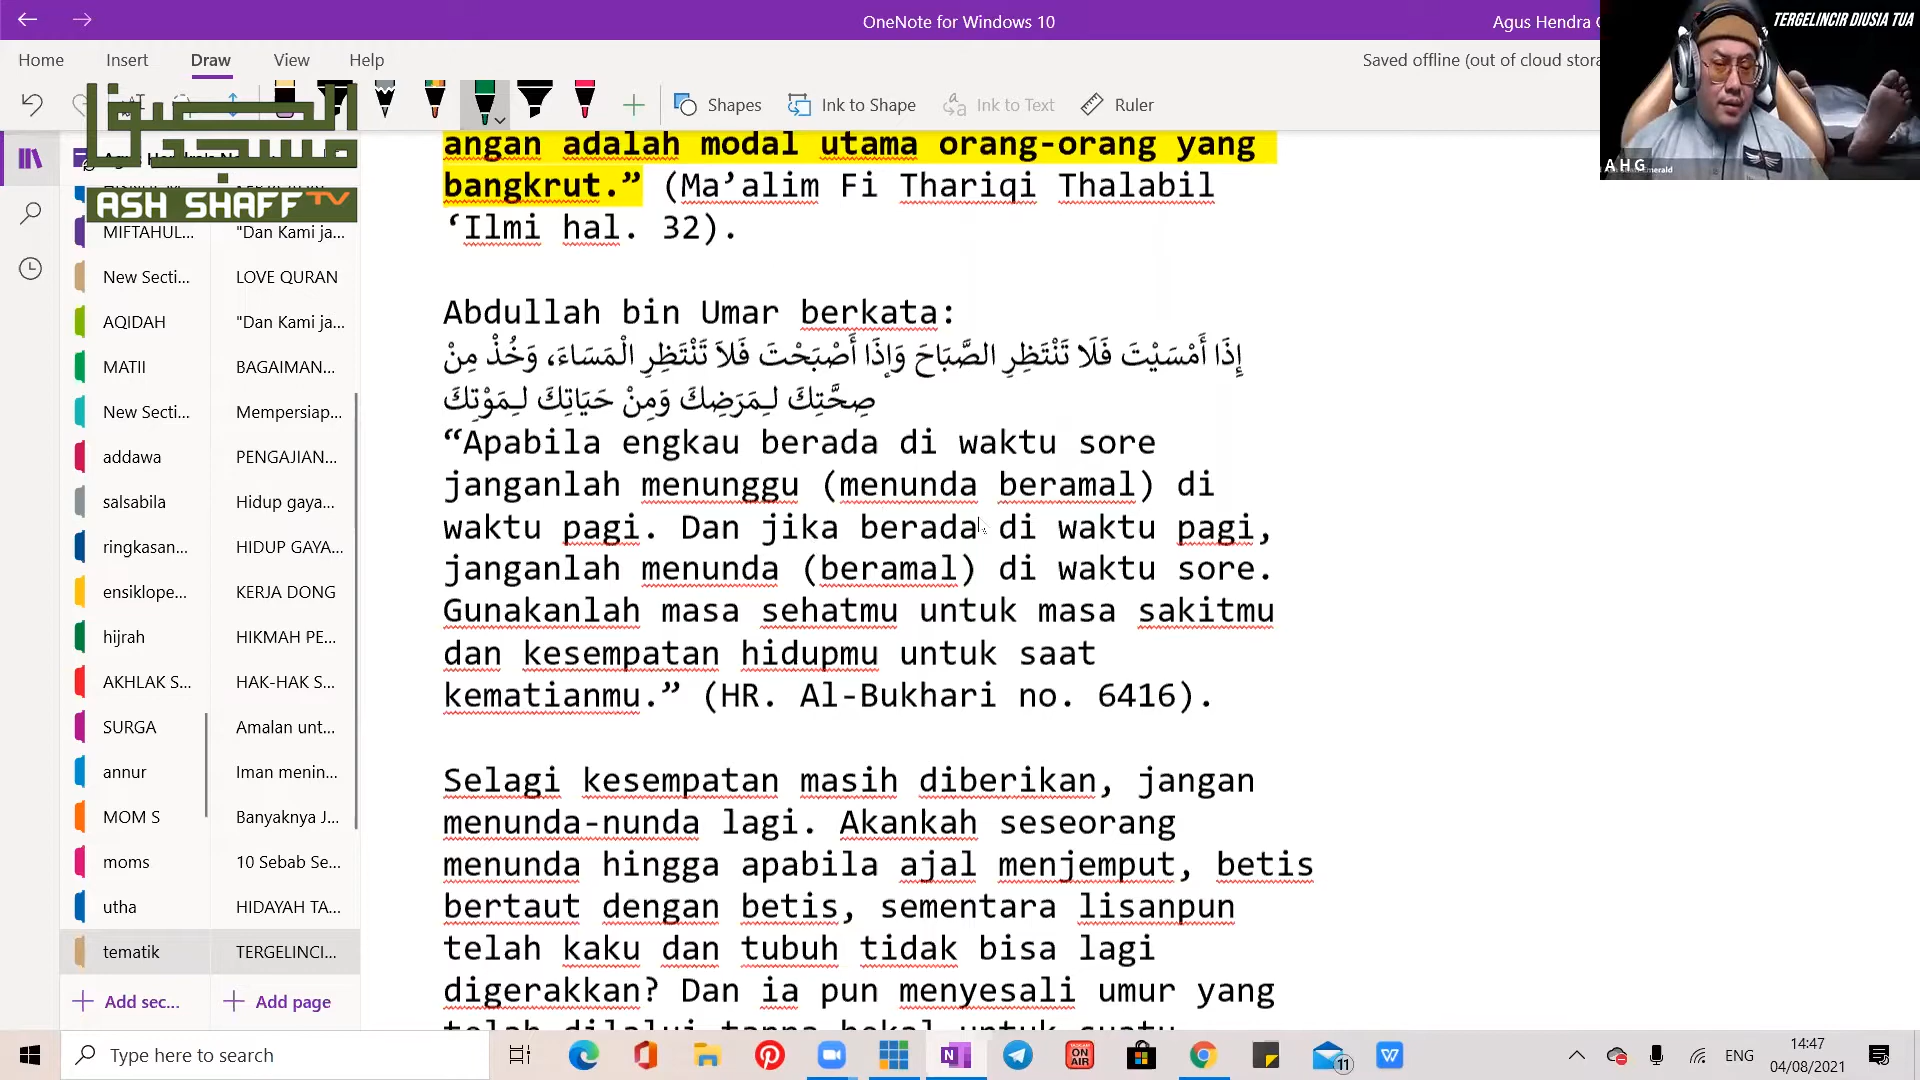 OneNote for Windows 10
Agus Hendra
TERGELINCIR DIUSIA TUA
Home Insert Draw View Help
Saved offline (out of cloud stora
Shapes Ink to Shape Ink to Text Ruler
A H G
ASH SHAFF TV
MIFTAHUL... "Dan Kami ja...
New Secti... LOVE QURAN
AQIDAH "Dan Kami ja...
MATII BAGAIMAN...
New Secti... Mempersiap...
addawa PENGAJIAN...
salsabila Hidup gaya...
ringkasan... HIDUP GAYA...
ensiklope... KERJA DONG
hijrah HIKMAH PE...
AKHLAK S... HAK-HAK S...
SURGA Amalan unt...
annur Iman menin...
MOM S Banyaknya J...
moms 10 Sebab Se...
utha HIDAYAH TA...
tematik TERGELINCI...
Add sec... Add page
angan adalah modal utama orang-orang yang
bangkrut.” (Ma’alim Fi Thariqi Thalabil
‘Ilmi hal. 32).
Abdullah bin Umar berkata:
إِذَا أَمْسَيْتَ فَلَا تَنْتَظِرِ الصَّبَاحَ وَإِذَا أَصْبَحْتَ فَلاَ تَنْتَظِرِ الْمَسَاءَ، وَخُذْ مِنْ
صِحَّتِكَ لِمَرَضِكَ وَمِنْ حَيَاتِكَ لِمَوْتِكَ
“Apabila engkau berada di waktu sore
janganlah menunggu (menunda beramal) di
waktu pagi. Dan jika berada di waktu pagi,
janganlah menunda (beramal) di waktu sore.
Gunakanlah masa sehatmu untuk masa sakitmu
dan kesempatan hidupmu untuk saat
kematianmu.” (HR. Al-Bukhari no. 6416).
Selagi kesempatan masih diberikan, jangan
menunda-nunda lagi. Akankah seseorang
menunda hingga apabila ajal menjemput, betis
bertaut dengan betis, sementara lisanpun
telah kaku dan tubuh tidak bisa lagi
digerakkan? Dan ia pun menyesali umur yang
telah dilalui tanpa bekal untuk suatu
Type here to search
ON AIR
11
ENG
14:47
04/08/2021